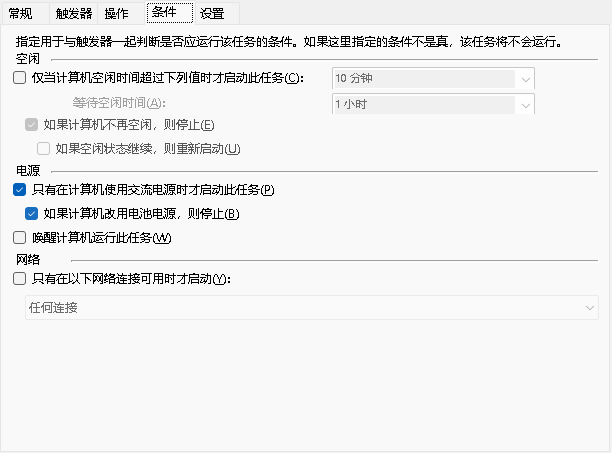 常规 触发器 操作 条件 设置
指定用于与触发器一起判断是否应运行该任务的条件。如果这里指定的条件不是真，该任务将不会运行。
空闲
仅当计算机空闲时间超过下列值时才启动此任务(C): 10 分钟
等待空闲时间(A): 1 小时
如果计算机不再空闲，则停止(E)
如果空闲状态继续，则重新启动(U)
电源
只有在计算机使用交流电源时才启动此任务(P)
如果计算机改用电池电源，则停止(B)
唤醒计算机运行此任务(W)
网络
只有在以下网络连接可用时才启动(Y):
任何连接